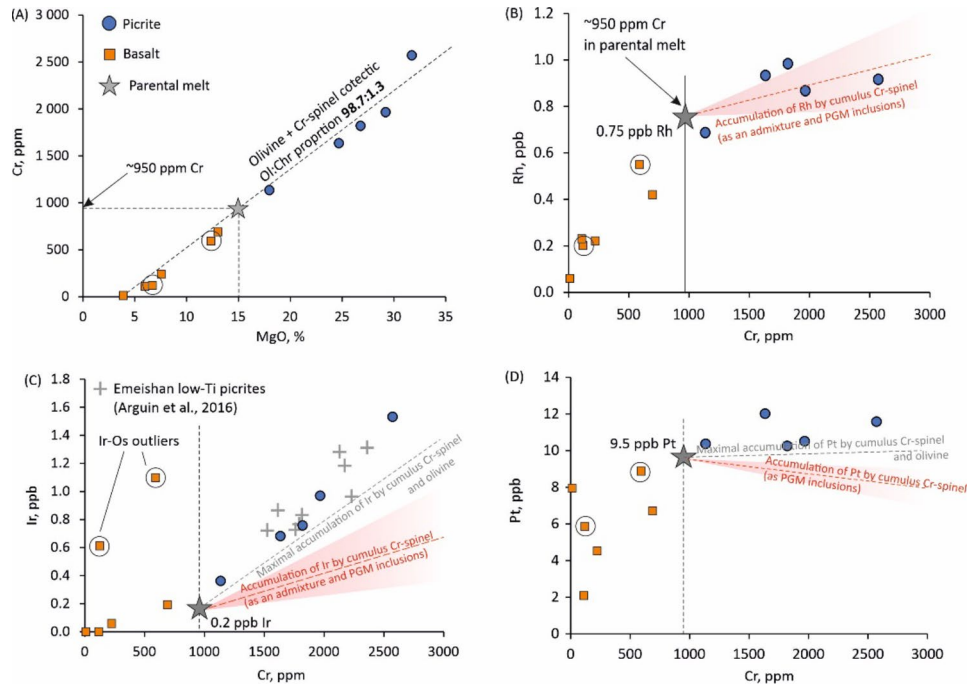 (A)
3 000
2 500
2 000
1 500
1 000
500
0
Cr, ppm
Picrite
Basalt
Parental melt
Olivine + Cr-spinel cotectic
Ol:Chr proprtion 98.7:1.3
~950 ppm Cr
0 5 10 15 20 25 30 35
MgO, %
(B)
1.2
1.0
0.8
0.6
0.4
0.2
0.0
Rh, ppb
~950 ppm Cr
in parental melt
0.75 ppb Rh
Accumulation of Rh by cumulus Cr-spinel
(as an admixture and PGM inclusions)
0 500 1000 1500 2000 2500 3000
Cr, ppm
(C)
1.8
1.6
1.4
1.2
1.0
0.8
0.6
0.4
0.2
0.0
Ir, ppb
Emeishan low-Ti picrites
(Arguin et al., 2016)
Ir-Os outliers
Maximal accumulation of Ir by cumulus Cr-spinel
and olivine
Accumulation of Ir by cumulus Cr-spinel
(as an admixture and PGM inclusions)
0.2 ppb Ir
0 500 1000 1500 2000 2500 3000
Cr, ppm
(D)
16
14
12
10
8
6
4
2
0
Pt, ppb
9.5 ppb Pt
Maximal accumulation of Pt by cumulus Cr-spinel
and olivine
Accumulation of Pt by cumulus Cr-spinel
(as PGM inclusions)
0 500 1000 1500 2000 2500 3000
Cr, ppm